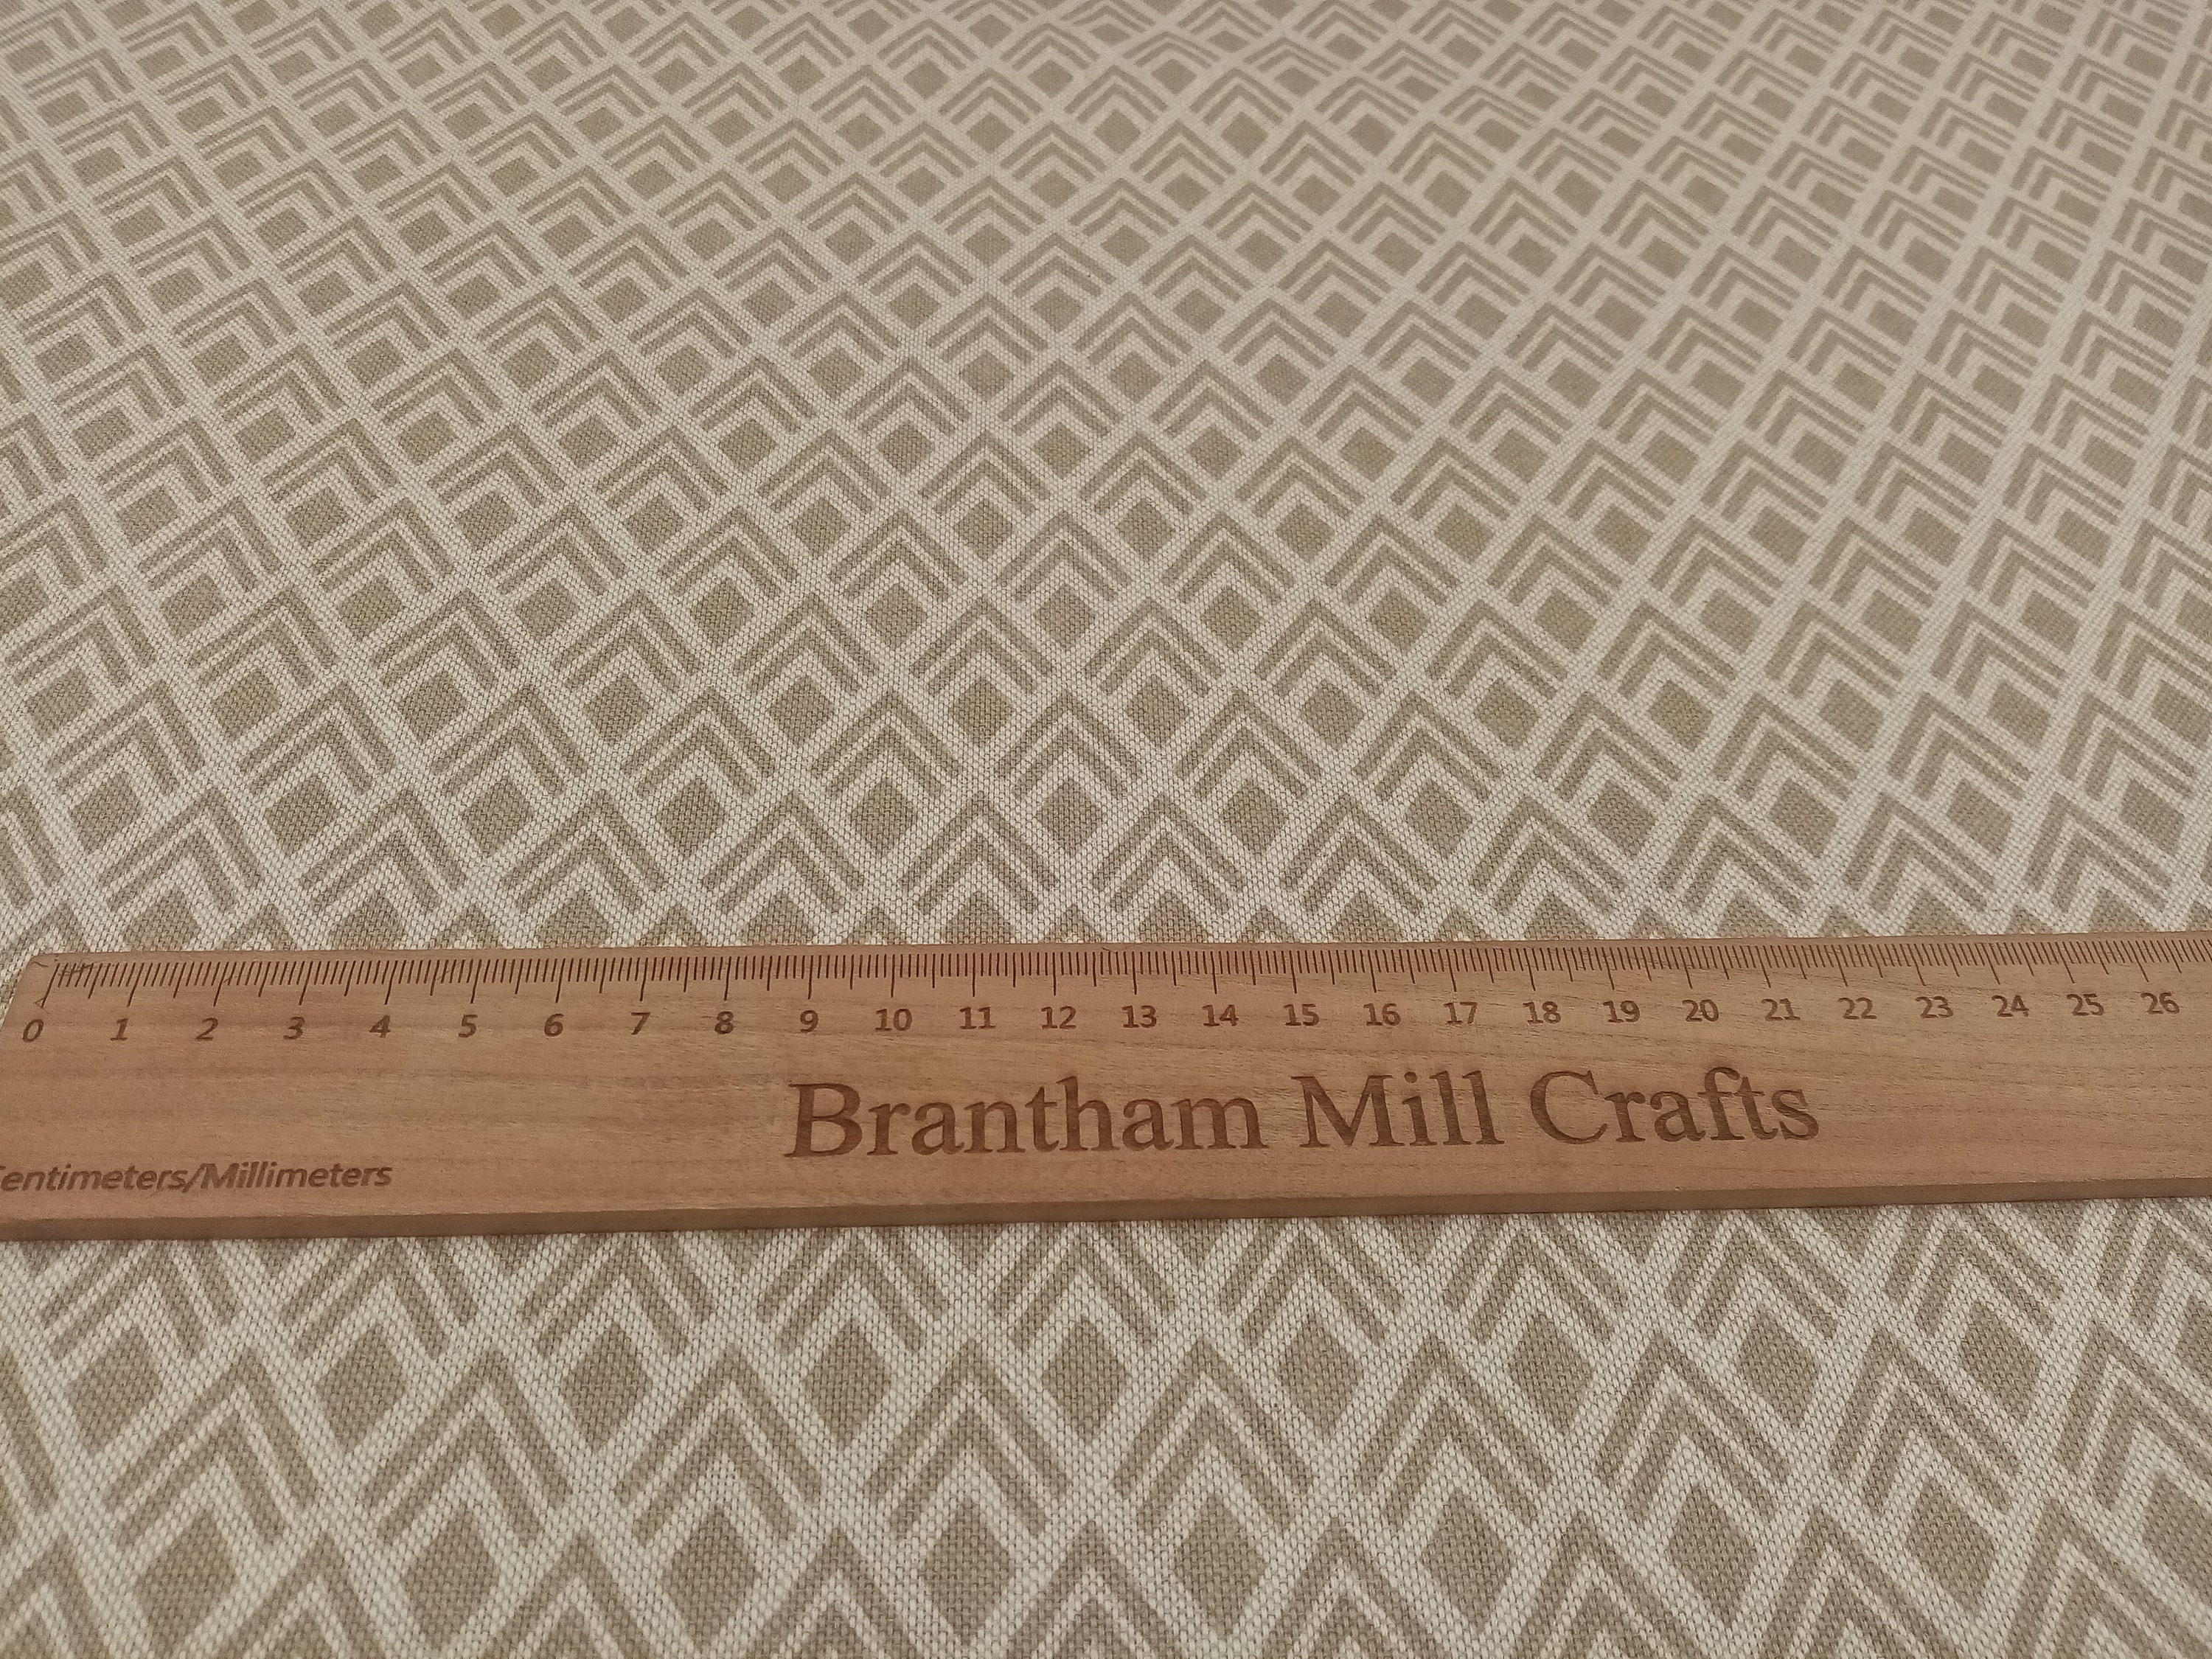 0 1 2 3 4 5 6 7 8 9 10 11 12 13 14 15 16 17 18 19 20 21 22 23 24 25 26
Brantham Mill Crafts
entimeters/Millimeters